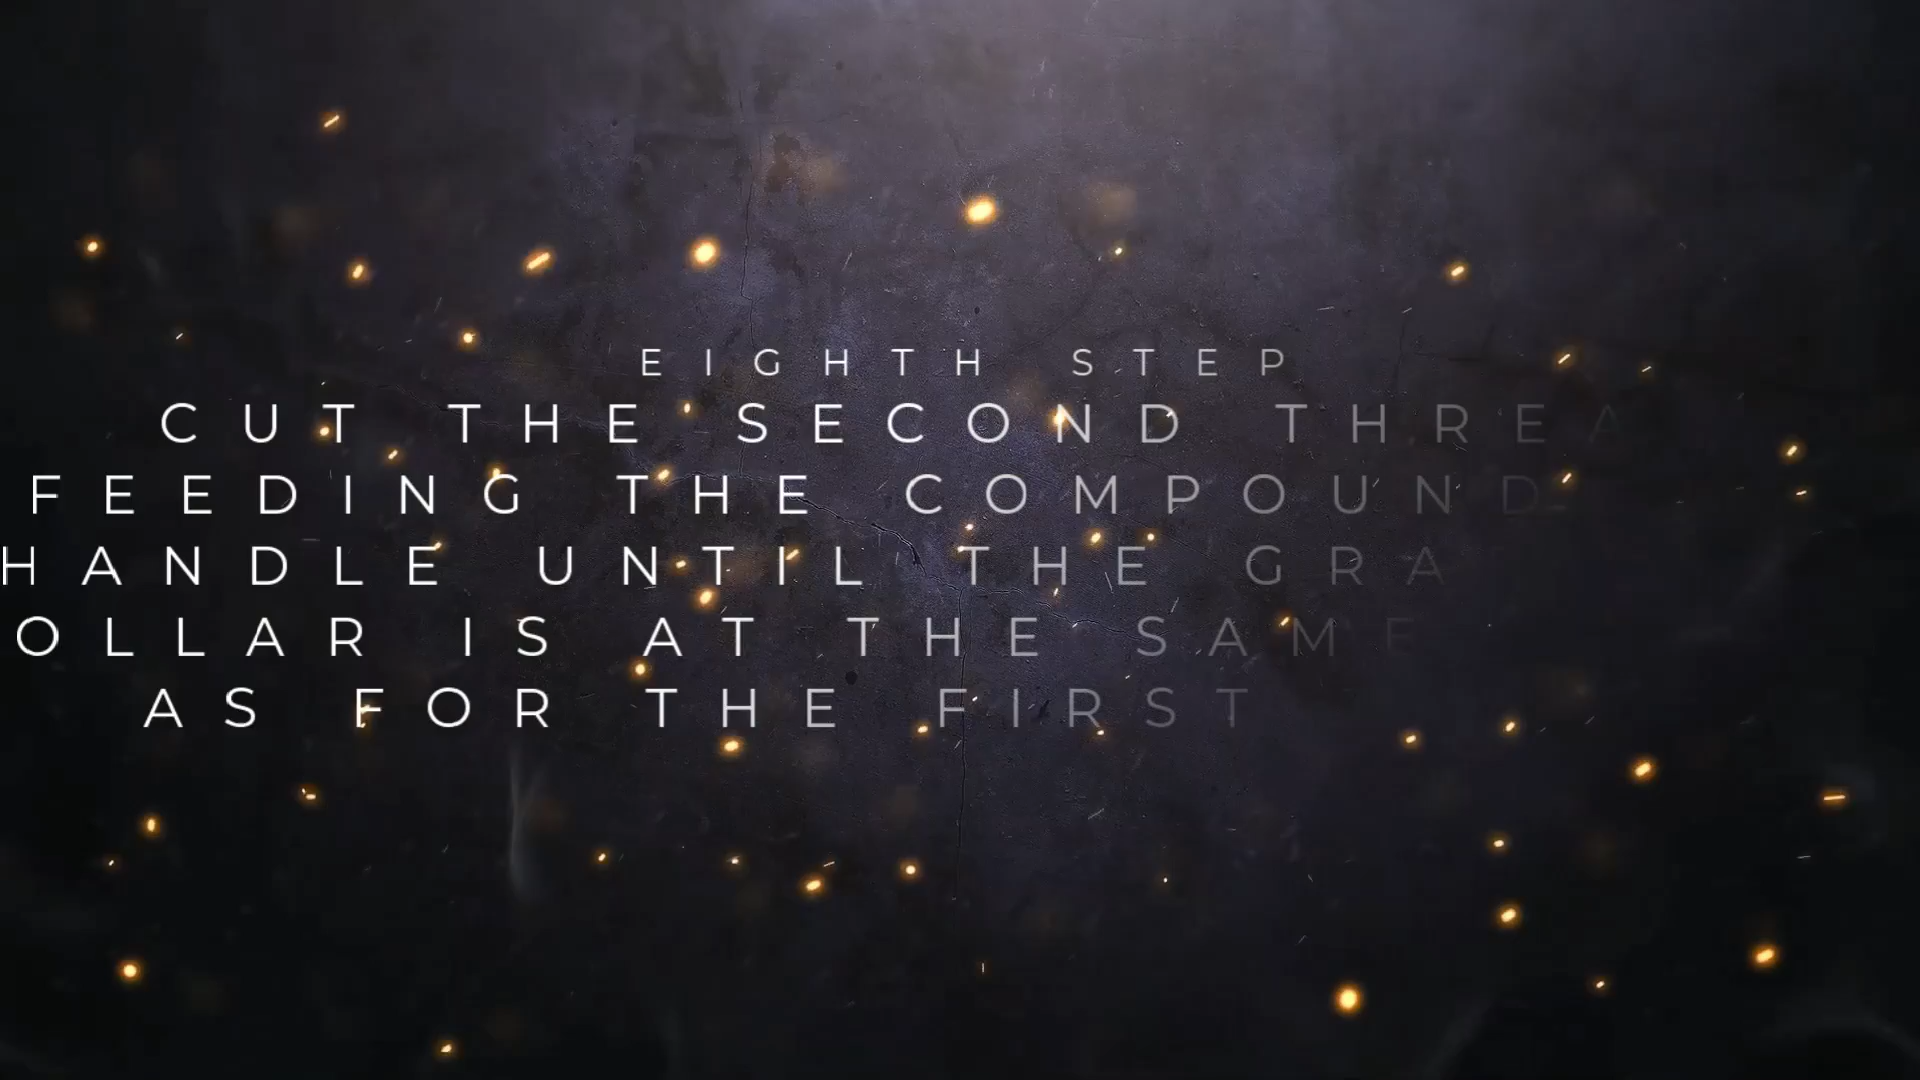 EIGHTH STEP
CUT THE SECOND THREA
FEEDING THE COMPOUND
HANDLE UNTIL THE GRA
OLLAR IS AT THE SAME
AS FOR THE FIRST